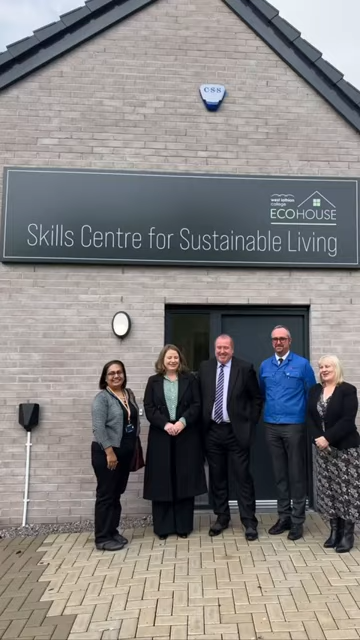 CSS
west lothian
college
ECOHOUSE
Skills Centre for Sustainable Living